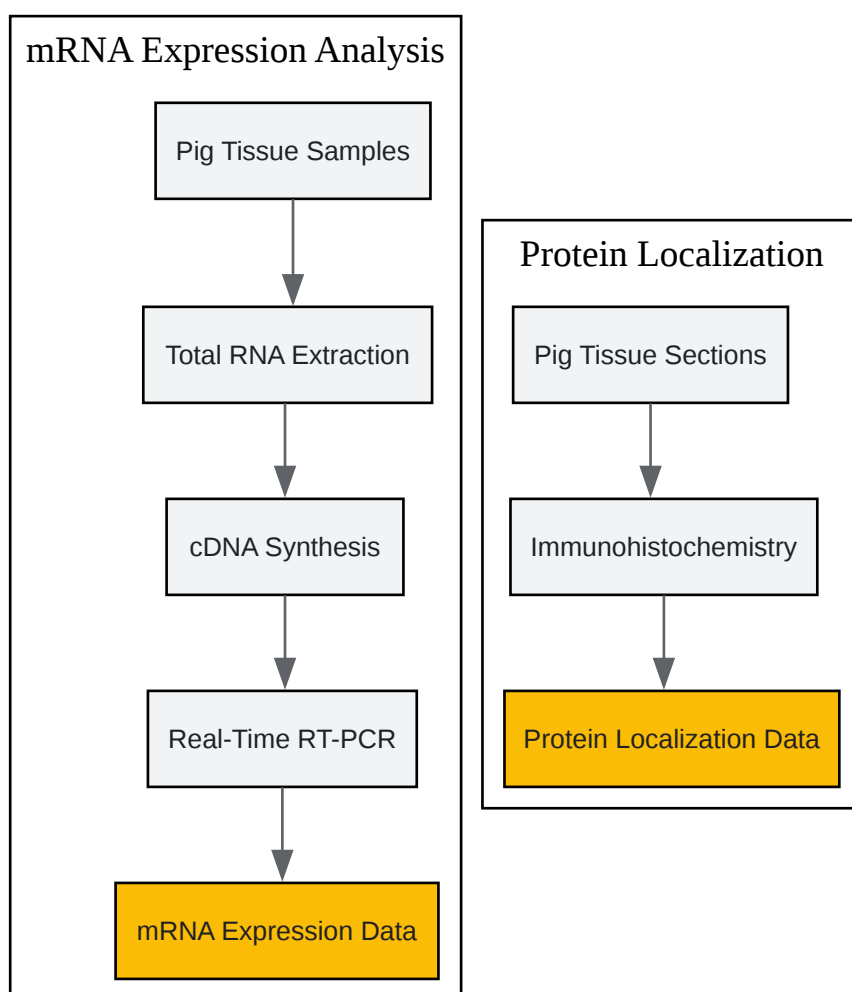 mRNA Expression Analysis
Pig Tissue Samples
Total RNA Extraction
cDNA Synthesis
Real-Time RT-PCR
mRNA Expression Data
Protein Localization
Pig Tissue Sections
Immunohistochemistry
Protein Localization Data